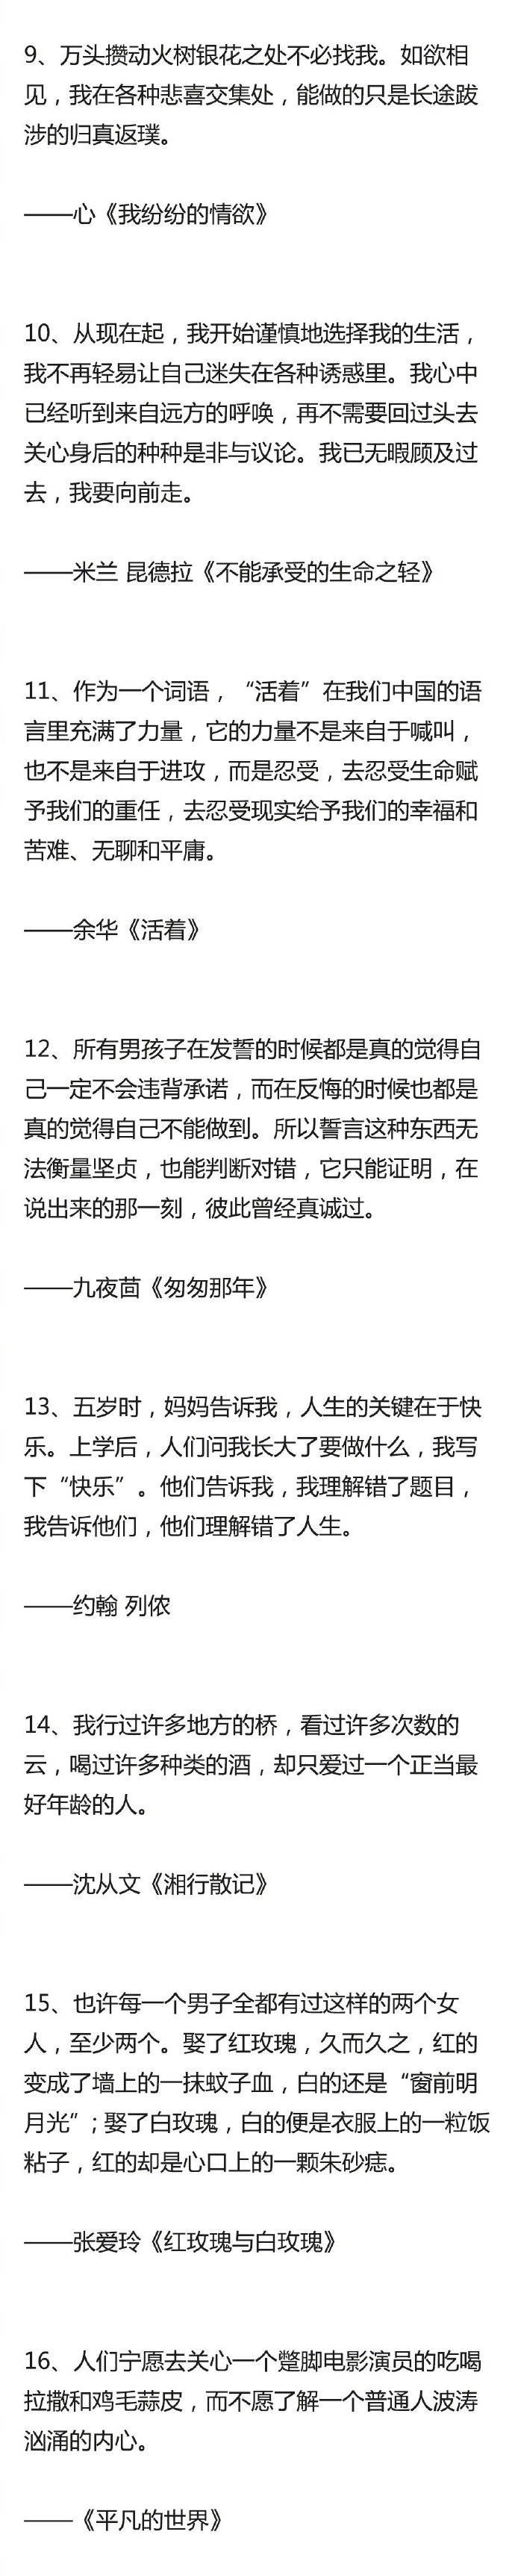 9、万头攒动火树银花之处不必找我。如欲相
见，我在各种悲喜交集处，能做的只是长途跋
涉的归真返璞。
——心《我纷纷的情欲》
10、从现在起，我开始谨慎地选择我的生活，
我不再轻易让自己迷失在各种诱惑里。我心中
已经听到来自远方的呼唤，再不需要回过头去
关心身后的种种是非与议论。我已无暇顾及过
去，我要向前走。
——米兰 昆德拉《不能承受的生命之轻》
11、作为一个词语，“活着”在我们中国的语
言里充满了力量，它的力量不是来自于喊叫，
也不是来自于进攻，而是忍受，去忍受生命赋
予我们的重任，去忍受现实给予我们的幸福和
苦难、无聊和平庸。
——余华《活着》
12、所有男孩子在发誓的时候都是真的觉得自
己一定不会违背承诺，而在反悔的时候也都是
真的觉得自己不能做到。所以誓言这种东西无
法衡量坚贞，也能判断对错，它只能证明，在
说出来的那一刻，彼此曾经真诚过。
——九夜茴《匆匆那年》
13、五岁时，妈妈告诉我，人生的关键在于快
乐。上学后，人们问我长大了要做什么，我写
下“快乐”。他们告诉我，我理解错了题目，
我告诉他们，他们理解错了人生。
——约翰 列侬
14、我行过许多地方的桥，看过许多次数的
云，喝过许多种类的酒，却只爱过一个正当最
好年龄的人。
——沈从文《湘行散记》
15、也许每一个男子全都有过这样的两个女
人，至少两个。娶了红玫瑰，久而久之，红的
变成了墙上的一抹蚊子血，白的还是“窗前明
月光”；娶了白玫瑰，白的便是衣服上的一粒饭
粘子，红的却是心口上的一颗朱砂痣。
——张爱玲《红玫瑰与白玫瑰》
16、人们宁愿去关心一个蹩脚电影演员的吃喝
拉撒和鸡毛蒜皮，而不愿了解一个普通人波涛
汹涌的内心。
——《平凡的世界》